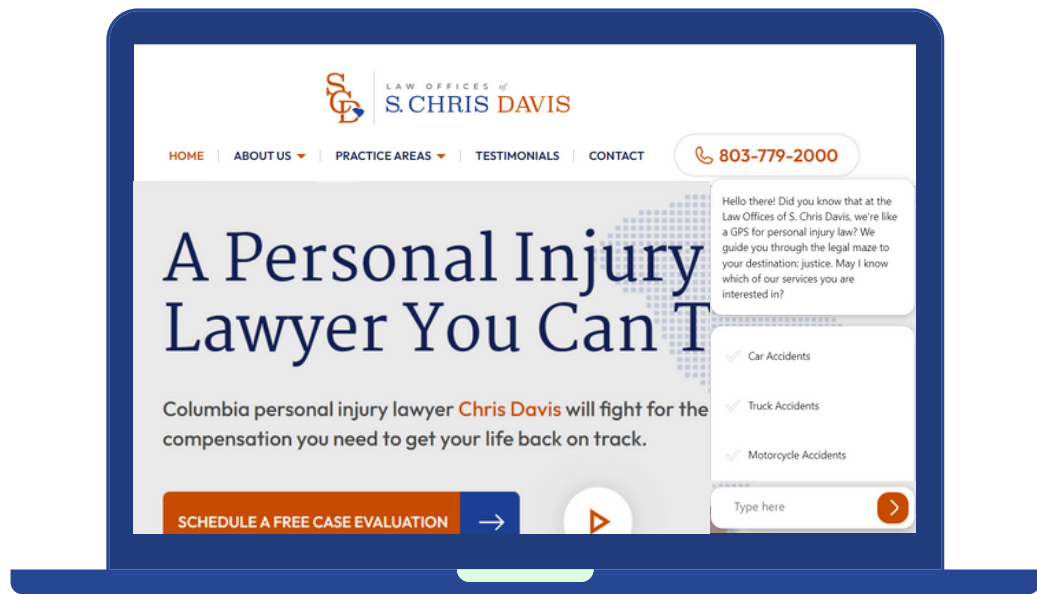 SCD
LAW OFFICES of
S. CHRIS DAVIS
HOME
ABOUT US
PRACTICE AREAS
TESTIMONIALS
CONTACT
803-779-2000
A Personal Injury
Lawyer You Can T
Columbia personal injury lawyer Chris Davis will fight for the
compensation you need to get your life back on track.
SCHEDULE A FREE CASE EVALUATION
Hello there! Did you know that at the
Law Offices of S. Chris Davis, we're like
a GPS for personal injury law? We
guide you through the legal maze to
your destination: justice. May I know
which of our services you are
interested in?
Car Accidents
Truck Accidents
Motorcycle Accidents
Type here